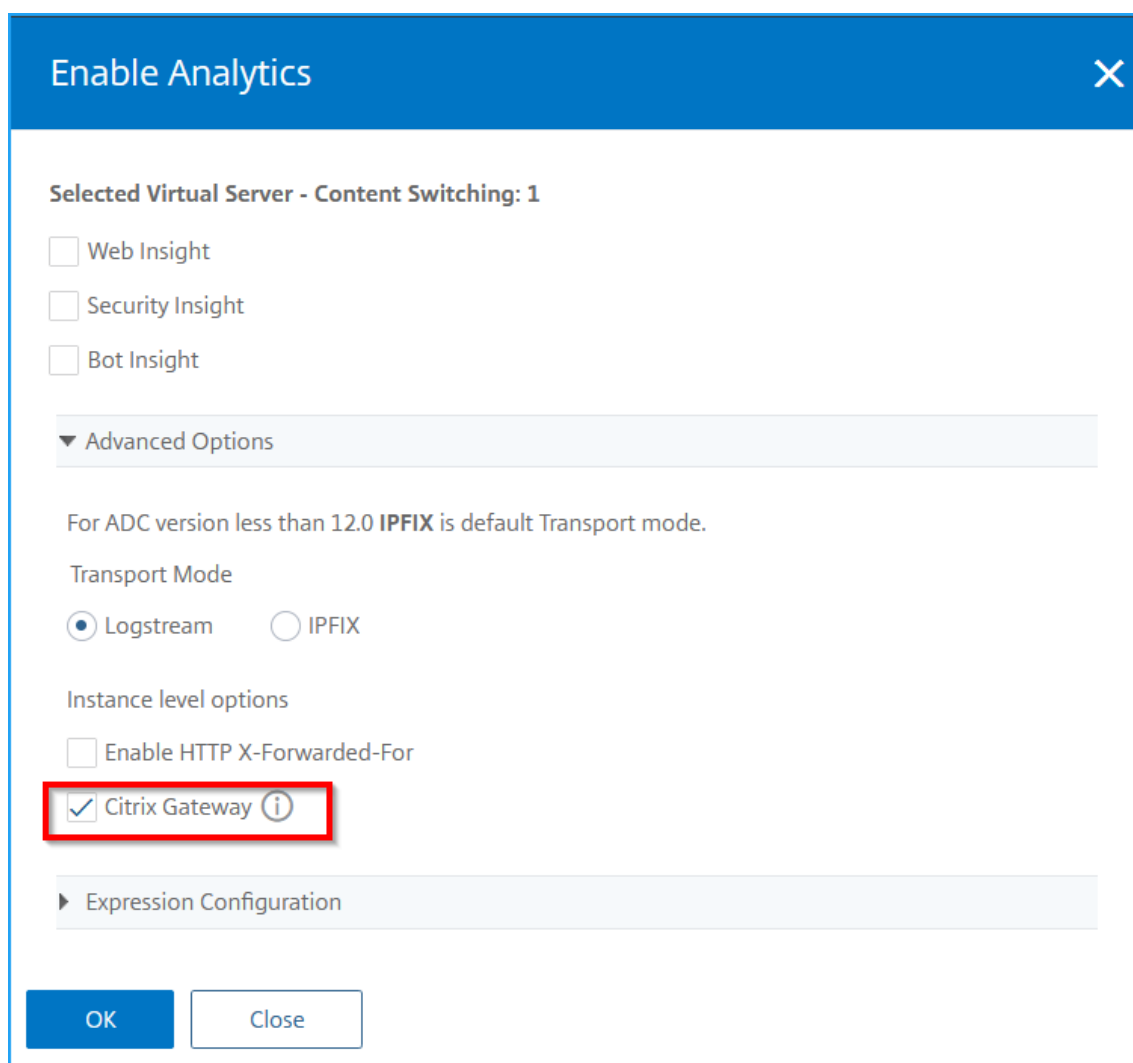 Enable Analytics
Selected Virtual Server - Content Switching: 1
Web Insight
Security Insight
Bot Insight
Advanced Options
For ADC version less than 12.0 IPFIX is default Transport mode.
Transport Mode
Logstream IPFIX
Instance level options
Enable HTTP X-Forwarded-For
Citrix Gateway
Expression Configuration
OK Close